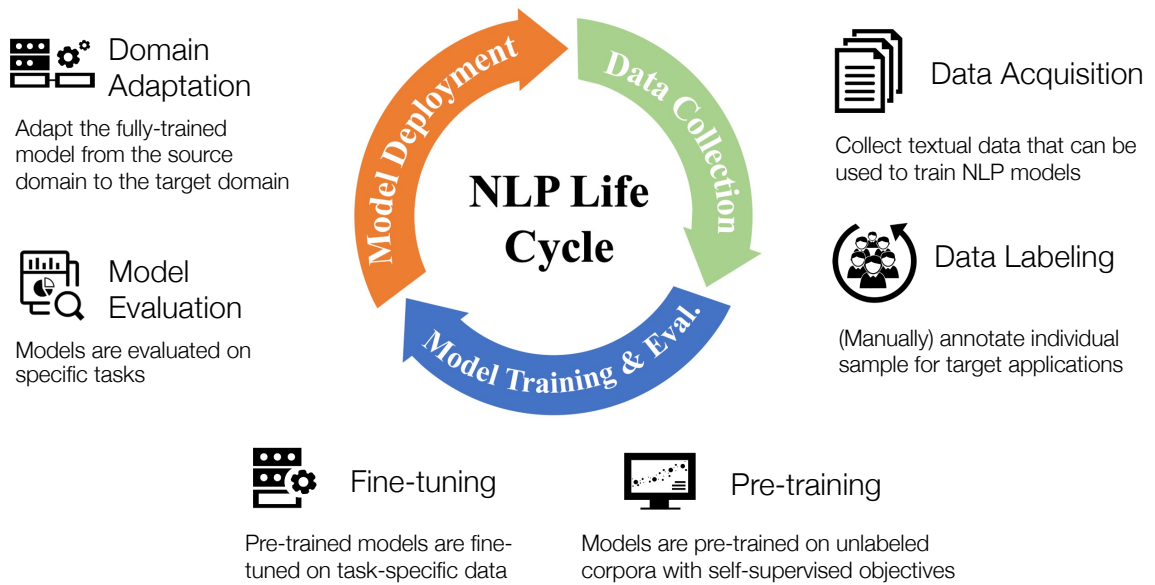 Domain
Adaptation
Adapt the fully-trained
model from the source
domain to the target domain
Model
Evaluation
Models are evaluated on
specific tasks
Model Deployment
Data Collection
NLP Life
Cycle
Model Training & Eval.
Data Acquisition
Collect textual data that can be
used to train NLP models
Data Labeling
(Manually) annotate individual
sample for target applications
Fine-tuning
Pre-trained models are fine-
tuned on task-specific data
Pre-training
Models are pre-trained on unlabeled
corpora with self-supervised objectives